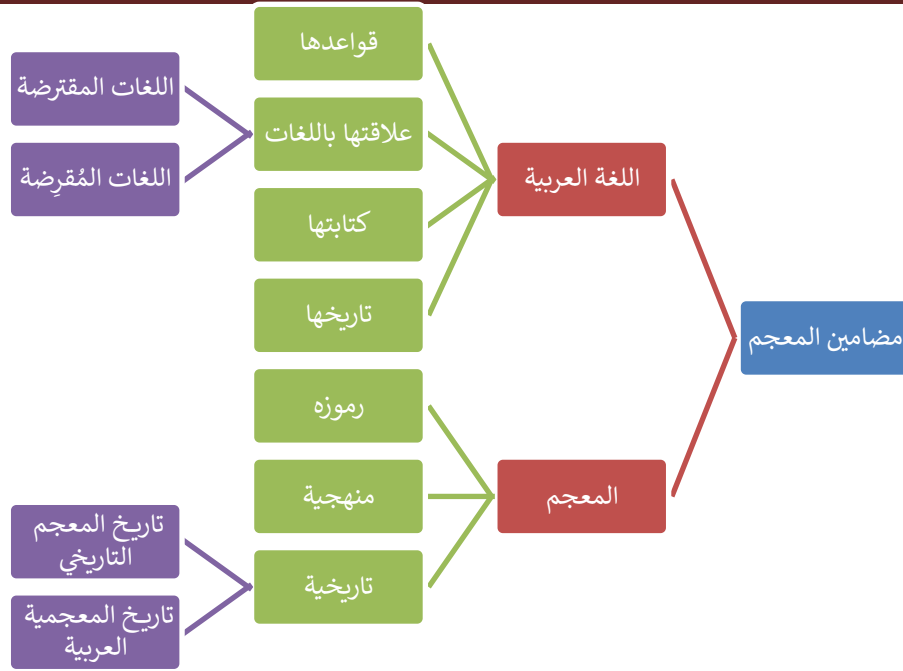 مضامين المعجم
اللغة العربية
قواعدها
علاقتها باللغات
اللغات المقترضة
اللغات المُقرِضة
كتابتها
تاريخها
المعجم
رموزه
منهجية
تاريخية
تاريخ المعجم
التاريخي
تاريخ المعجمية
العربية